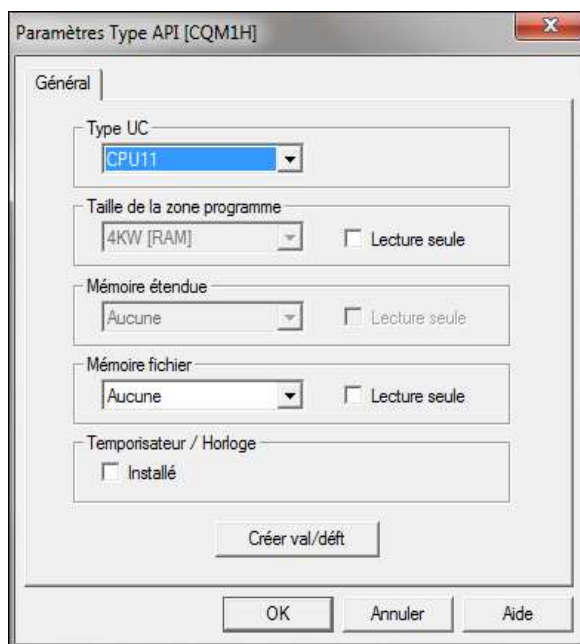 Paramètres Type API [CQM1H]
Général
Type UC
CPU11
Taille de la zone programme
4KW [RAM]
Lecture seule
Mémoire étendue
Aucune
Lecture seule
Mémoire fichier
Aucune
Lecture seule
Temporisateur / Horloge
Installé
Créer val/déft
OK
Annuler
Aide